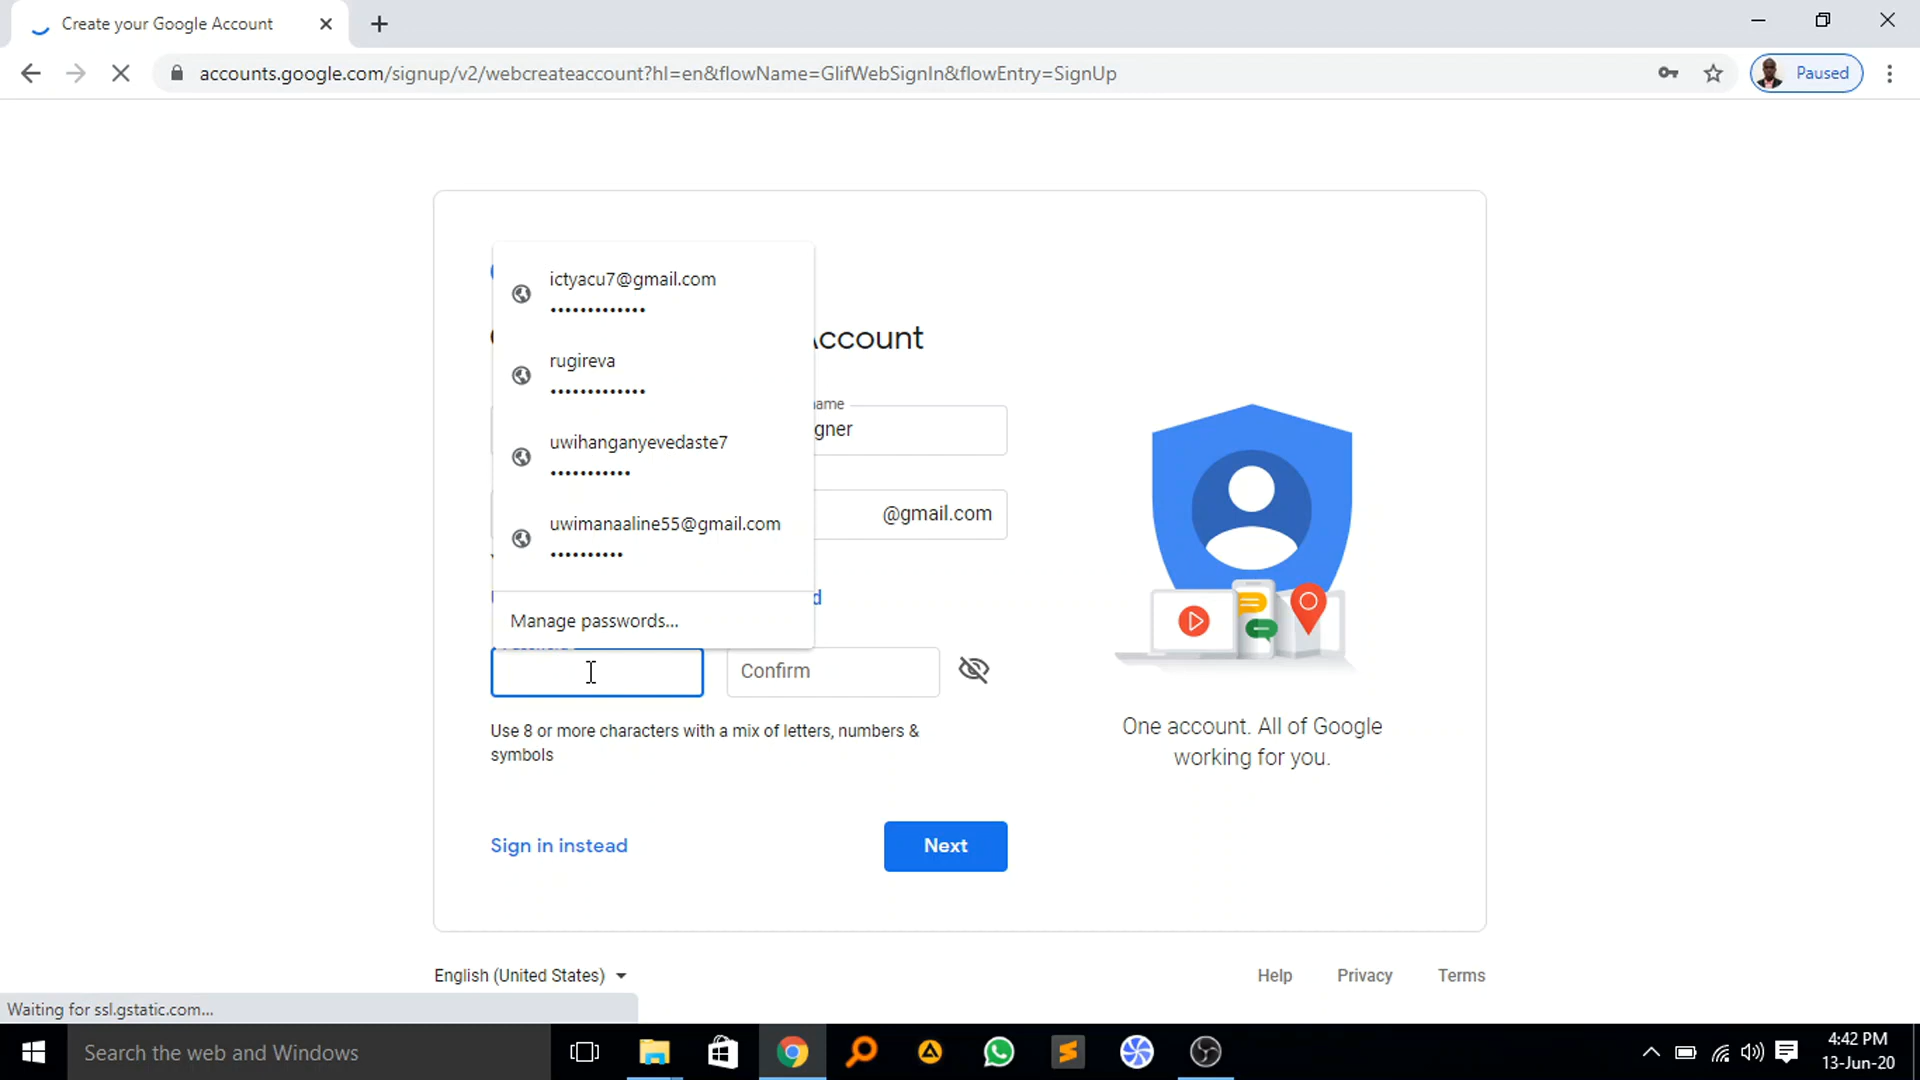 Create your Google Account
accounts.google.com/signup/v2/webcreateaccount?hl=en&flowName=GlifWebSignIn&flowEntry=SignUp
Paused
ictyacu7@gmail.com
•••••••••••••
rugireva
•••••••••••••
uwihanganyevedaste7
•••••••••••
uwimanaaline55@gmail.com
••••••••••
Manage passwords...
Account
name
gner
@gmail.com
Confirm
Use 8 or more characters with a mix of letters, numbers &
symbols
Sign in instead
Next
One account. All of Google
working for you.
English (United States)
Help
Privacy
Terms
Waiting for ssl.gstatic.com...
Search the web and Windows
4:42 PM
13-Jun-20